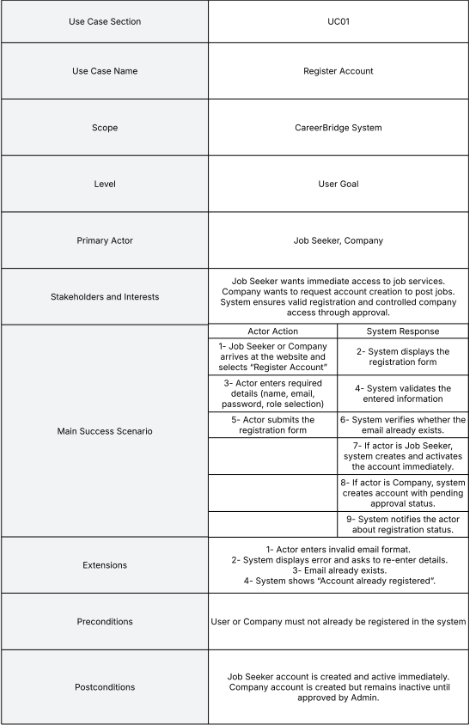 Use Case Section
UC01
Use Case Name
Register Account
Scope
CareerBridge System
Level
User Goal
Primary Actor
Job Seeker, Company
Stakeholders and Interests
Job Seeker wants immediate access to job services.
Company wants to request account creation to post jobs.
System ensures valid registration and controlled company
access through approval.
Main Success Scenario
Actor Action
System Response
1- Job Seeker or Company
arrives at the website and
selects “Register Account”
2- System displays the
registration form
3- Actor enters required
details (name, email,
password, role selection)
4- System validates the
entered information
5- Actor submits the
registration form
6- System verifies whether the
email already exists.
7- If actor is Job Seeker,
system creates and activates
the account immediately.
8- If actor is Company, system
creates account with pending
approval status.
9- System notifies the actor
about registration status.
Extensions
1- Actor enters invalid email format.
2- System displays error and asks to re-enter details.
3- Email already exists.
4- System shows “Account already registered”.
Preconditions
User or Company must not already be registered in the system
Postconditions
Job Seeker account is created and active immediately.
Company account is created but remains inactive until
approved by Admin.